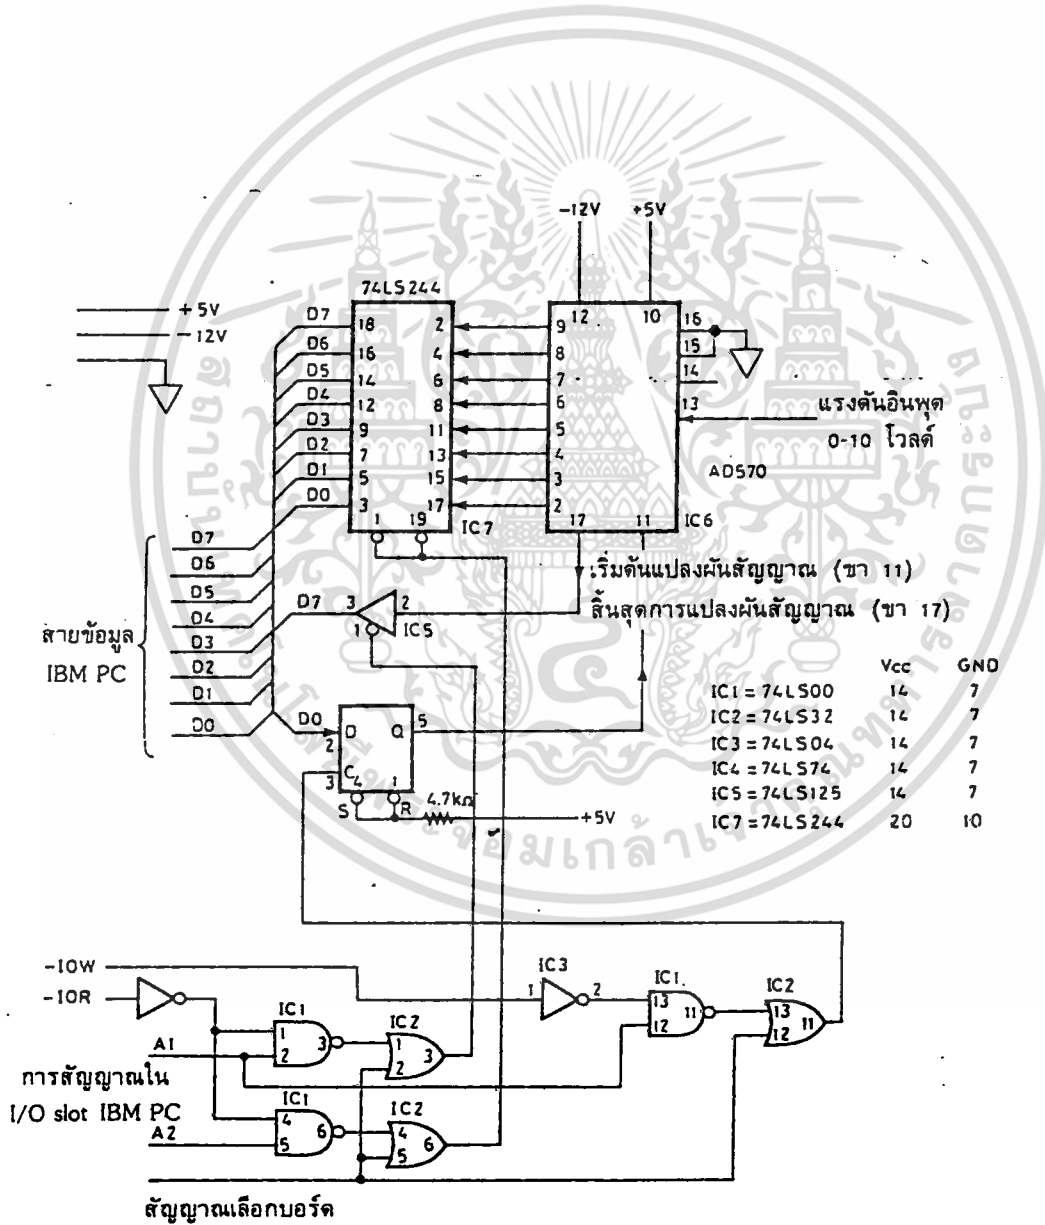 -12V +5V
74LS244
+5V
-12V
D7 18 2 9 12 10 16
D6 16 4 8 15
D5 14 6 7 14
D4 12 8 6 13
แรงดันอินพุต
0-10 โวลต์
D3 9 11 5
D2 7 13 4
AD570
D1 5 15 3
D0 3 17 2
1 19 IC7 17 11 IC6
D7
D6
D5
D4
D3
D2
D1
D0
สายข้อมูล
IBM PC
เริ่มต้นแปลงผันสัญญาณ (ขา 11)
สิ้นสุดการแปลงผันสัญญาณ (ขา 17)
D7 3 2
1 IC5
D0 D Q 5
2
3 C 4 1
S R 4.7kΩ +5V
Vcc GND
IC1 = 74LS00 14 7
IC2 = 74LS32 14 7
IC3 = 74LS04 14 7
IC4 = 74LS74 14 7
IC5 = 74LS125 14 7
IC7 = 74LS244 20 10
-IOW
-IOR
IC3
1 2
IC1
13 11
12
IC2
13 11
12
IC1
1 3
2
IC2
1 3
2
A1
การสัญญาณใน
I/O slot IBM PC
IC1
4 6
5
IC2
4 6
5
A2
สัญญาณเลือกบอร์ด